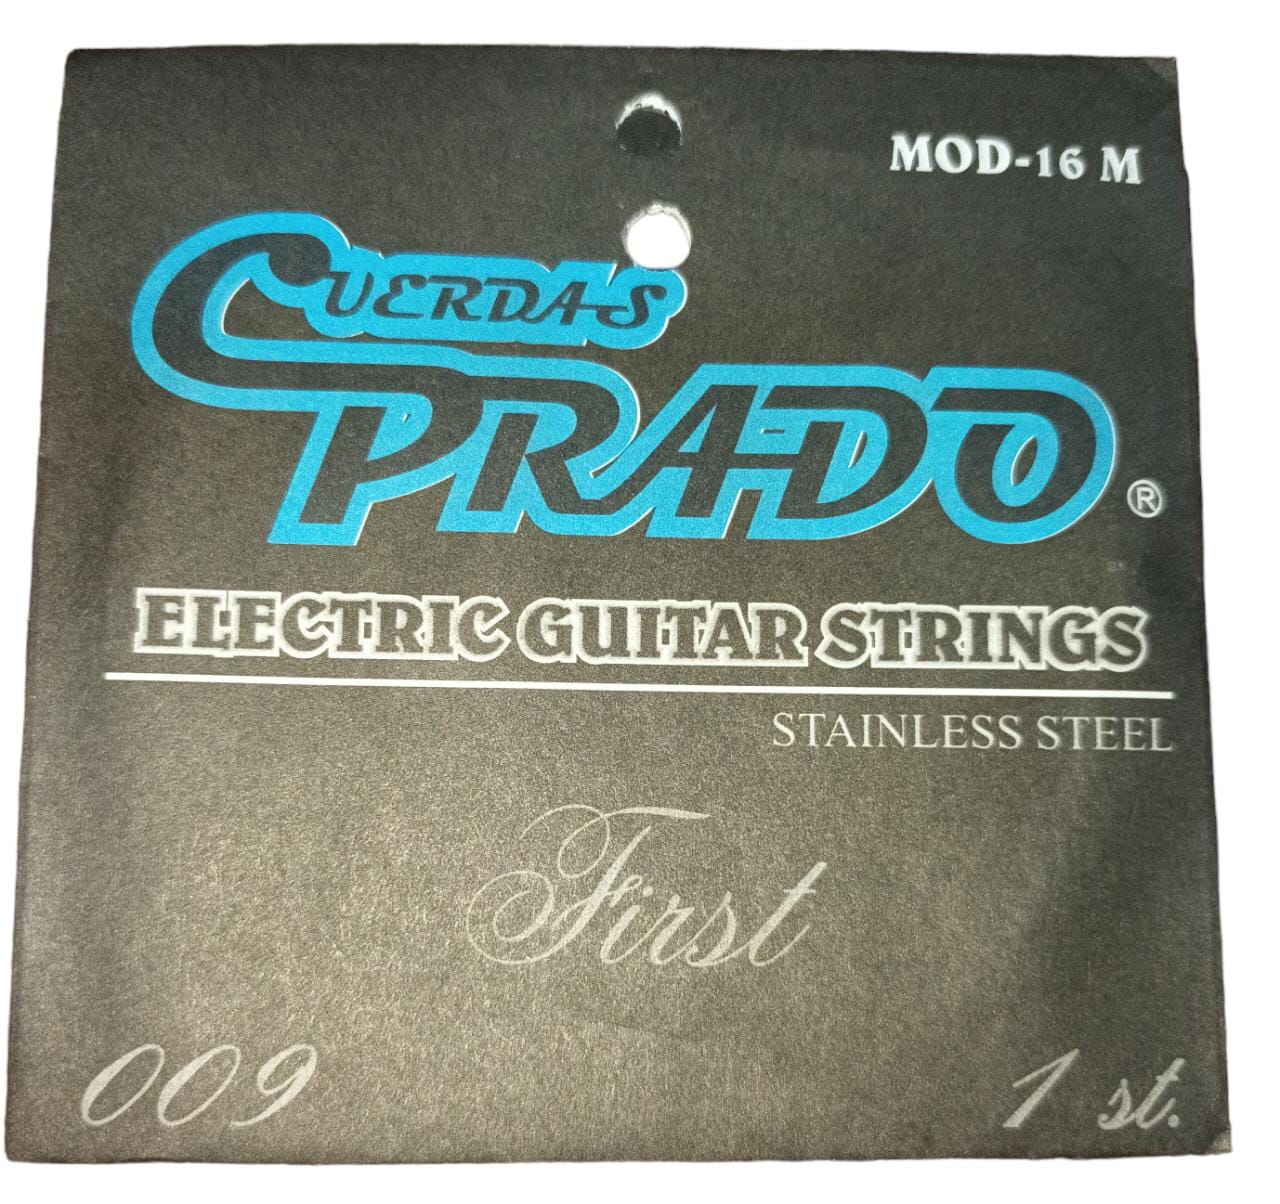 MOD-16 M
CUERDAS
PRADO ®
ELECTRIC GUITAR STRINGS
STAINLESS STEEL
First
009 1 st.